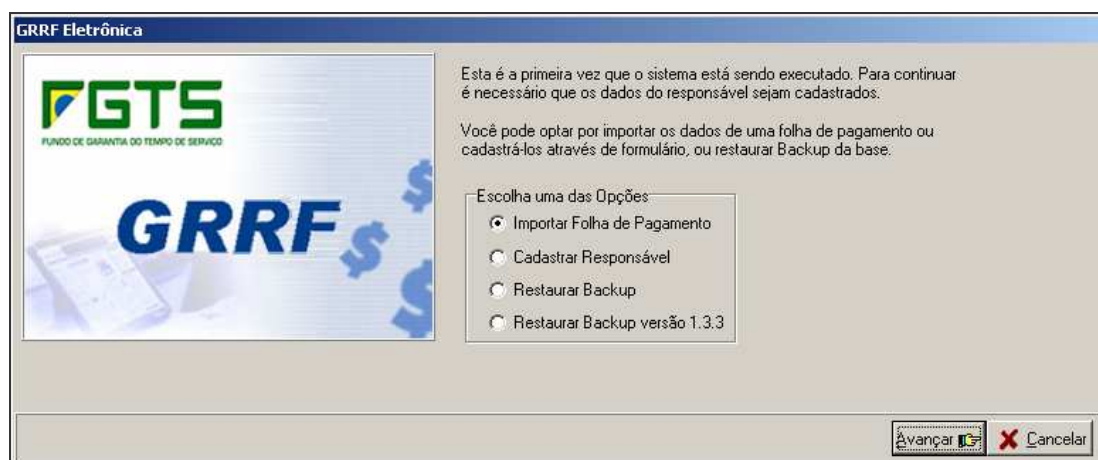 GRRF Eletrônica
FGTS
FUNDO DE GARANTIA DO TEMPO DE SERVIÇO
GRRF
Esta é a primeira vez que o sistema está sendo executado. Para continuar
é necessário que os dados do responsável sejam cadastrados.
Você pode optar por importar os dados de uma folha de pagamento ou
cadastrá-los através de formulário, ou restaurar Backup da base.
Escolha uma das Opções
Importar Folha de Pagamento
Cadastrar Responsável
Restaurar Backup
Restaurar Backup versão 1.3.3
Avançar
Cancelar